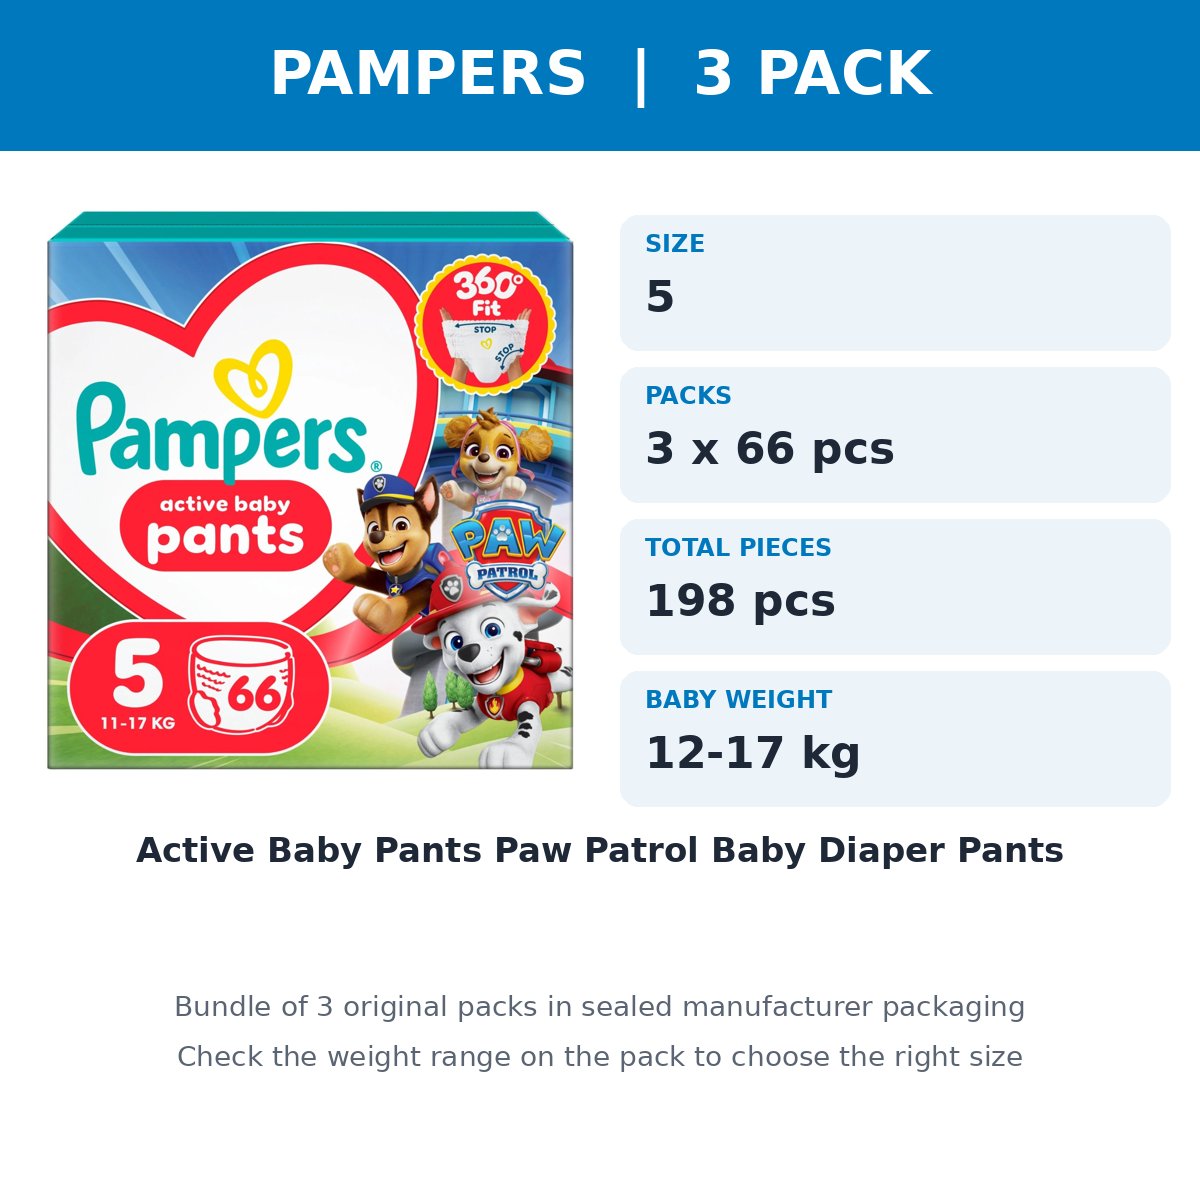 PAMPERS | 3 PACK
360°
Fit
STOP
STOP
Pampers®
active baby
pants
PAW
PATROL
5
66
11-17 KG
SIZE
5
PACKS
3 x 66 pcs
TOTAL PIECES
198 pcs
BABY WEIGHT
12-17 kg
Active Baby Pants Paw Patrol Baby Diaper Pants
Bundle of 3 original packs in sealed manufacturer packaging
Check the weight range on the pack to choose the right size